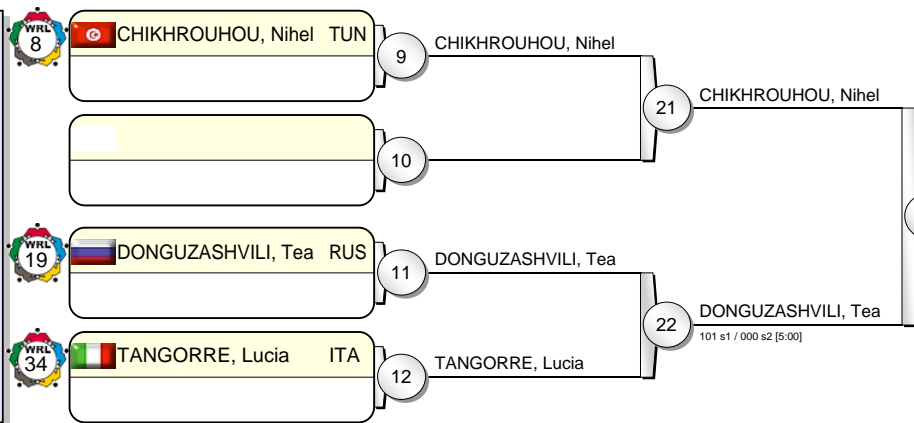 WRL
8
CHIKHROUHOU, Nihel TUN
9
CHIKHROUHOU, Nihel
21
CHIKHROUHOU, Nihel
10
WRL
19
DONGUZASHVILI, Tea RUS
11
DONGUZASHVILI, Tea
22
DONGUZASHVILI, Tea
101 s1 / 000 s2 [5:00]
WRL
34
TANGORRE, Lucia ITA
12
TANGORRE, Lucia